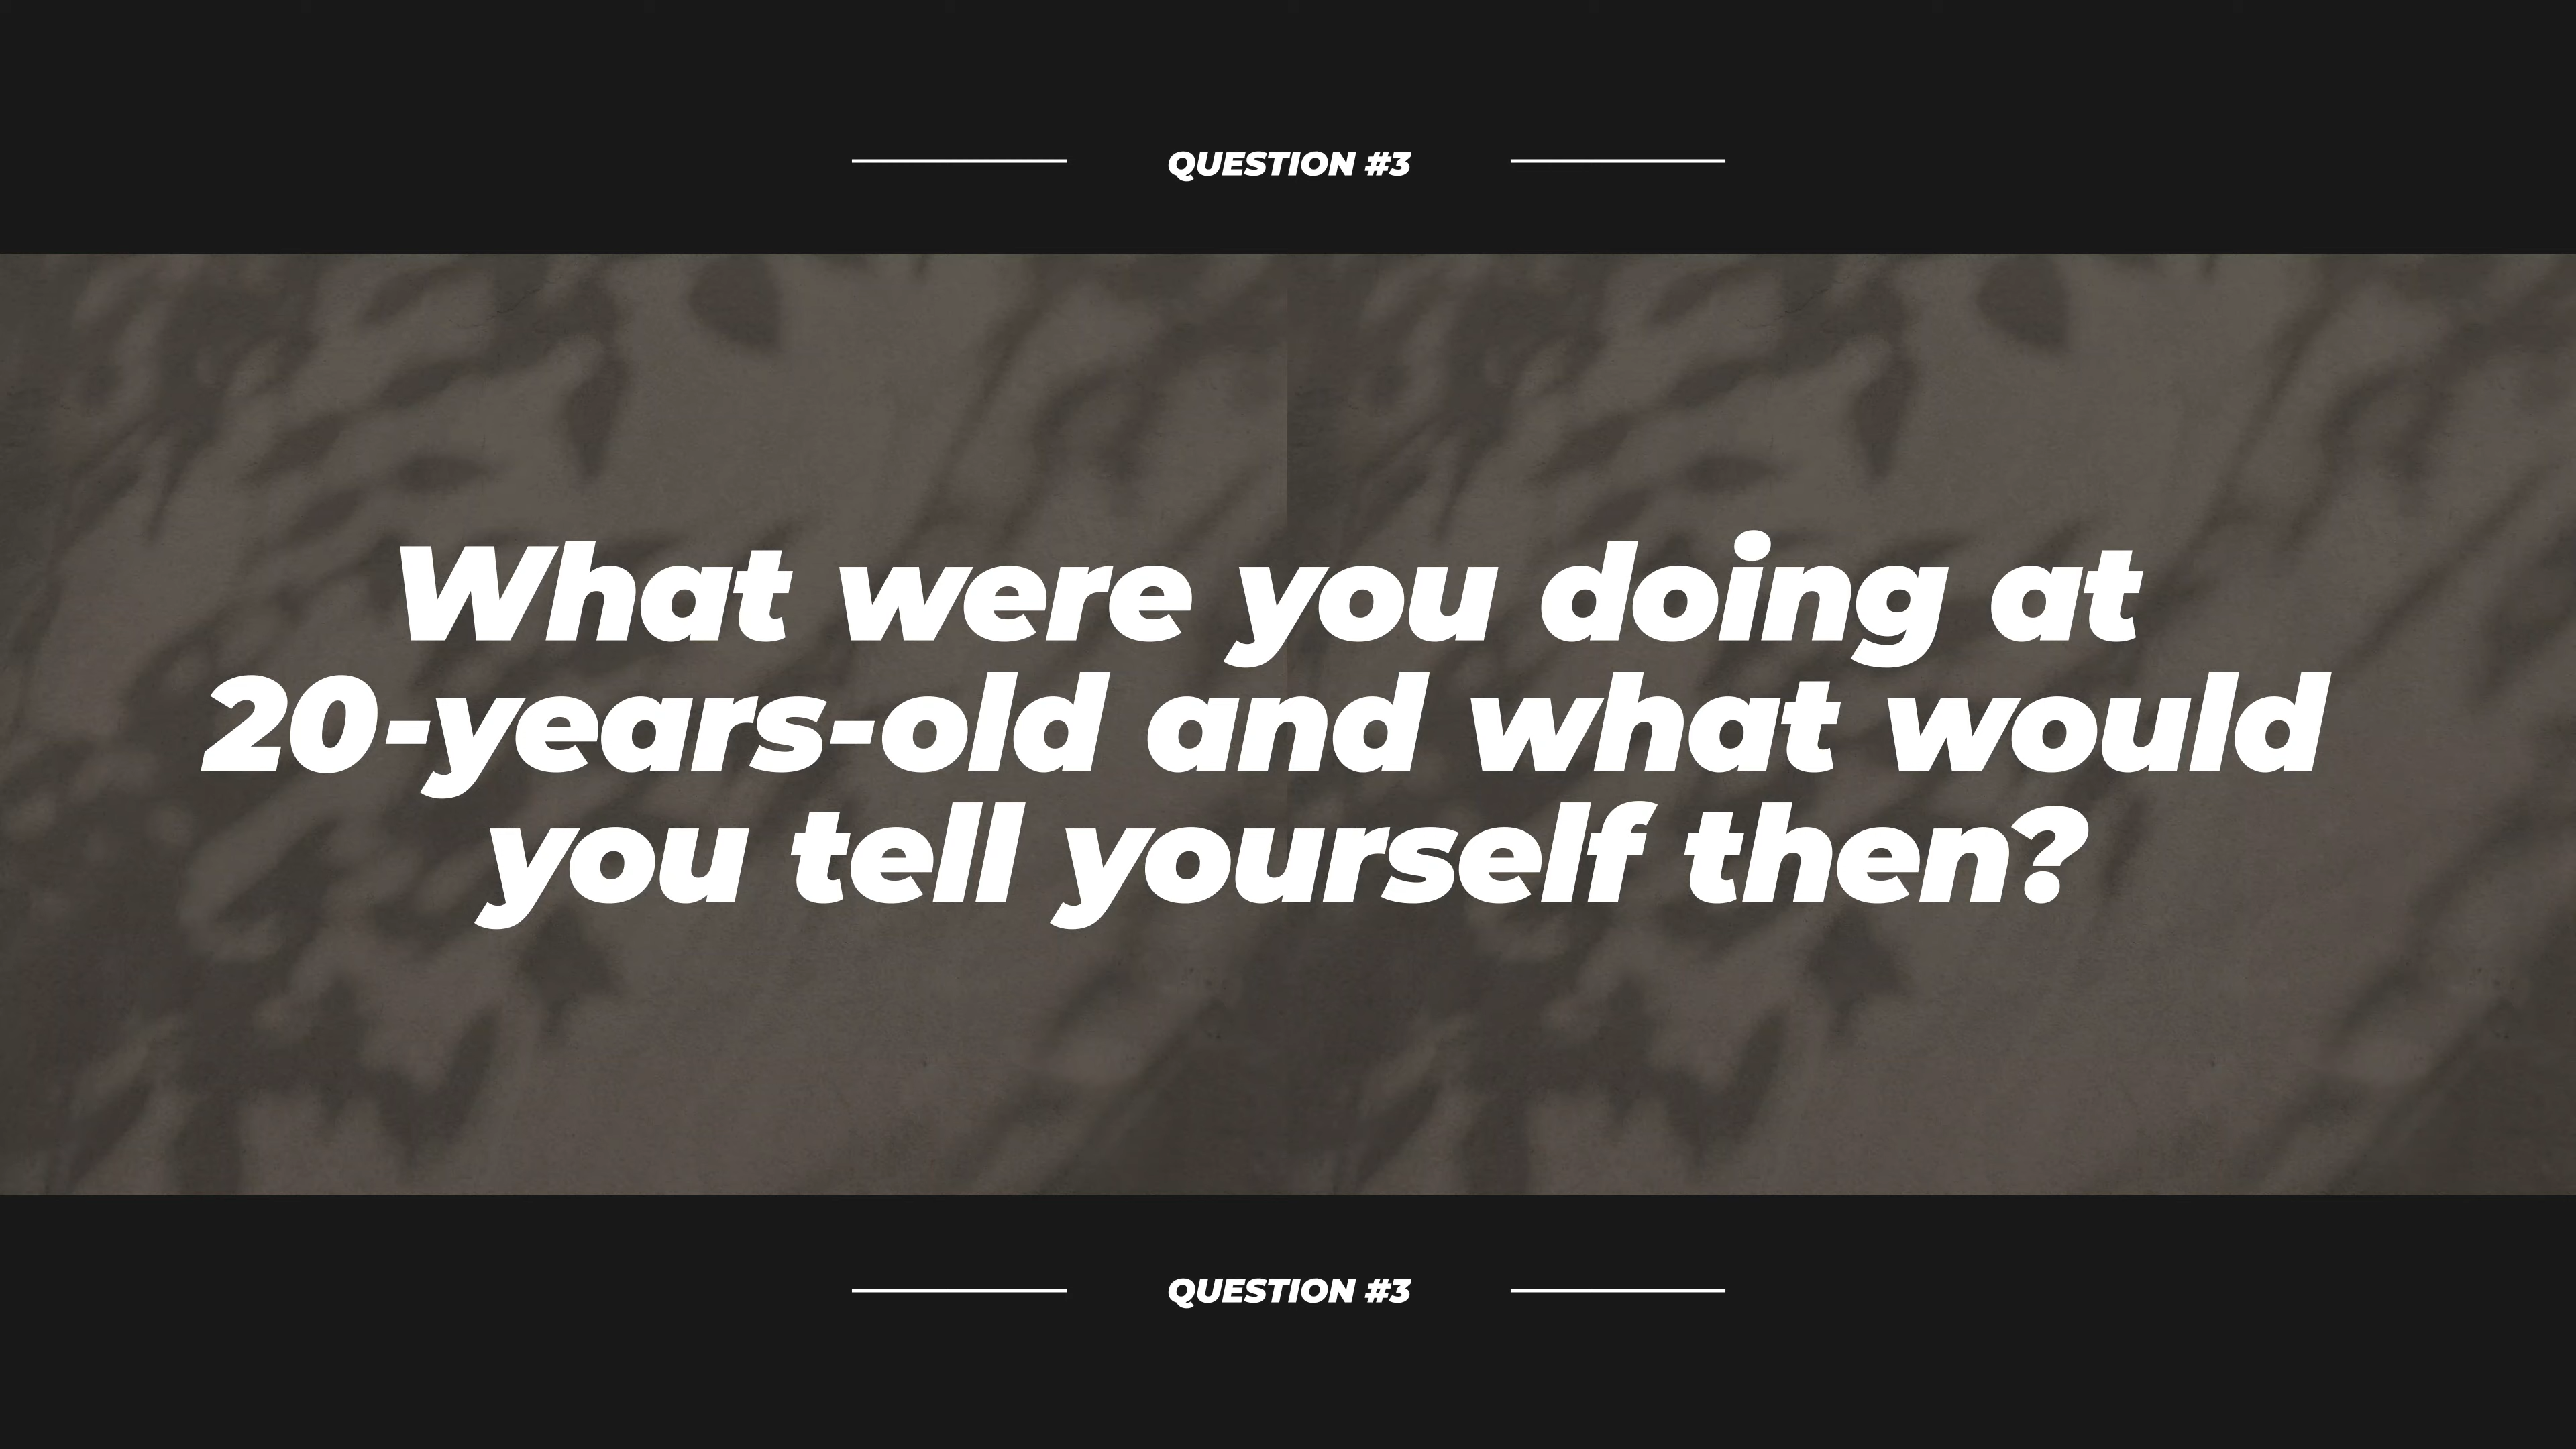 QUESTION #3
What were you doing at
20-years-old and what would
you tell yourself then?
QUESTION #3